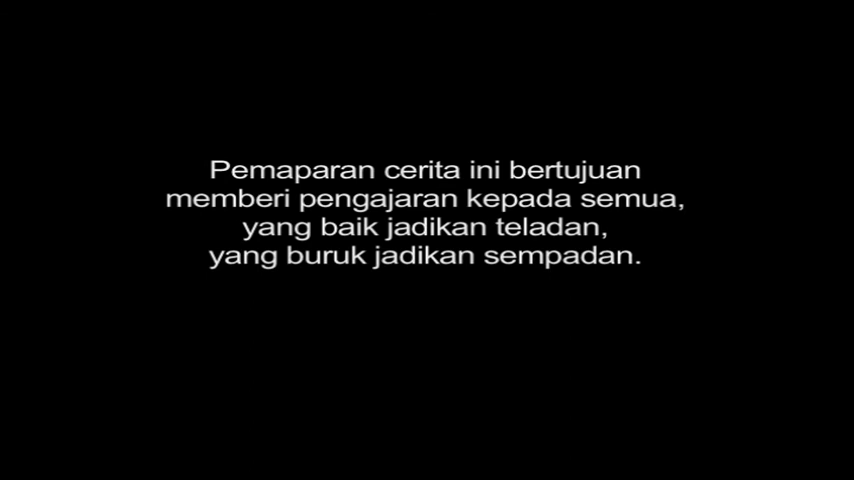 Pemaparan cerita ini bertujuan
memberi pengajaran kepada semua,
yang baik jadikan teladan,
yang buruk jadikan sempadan.